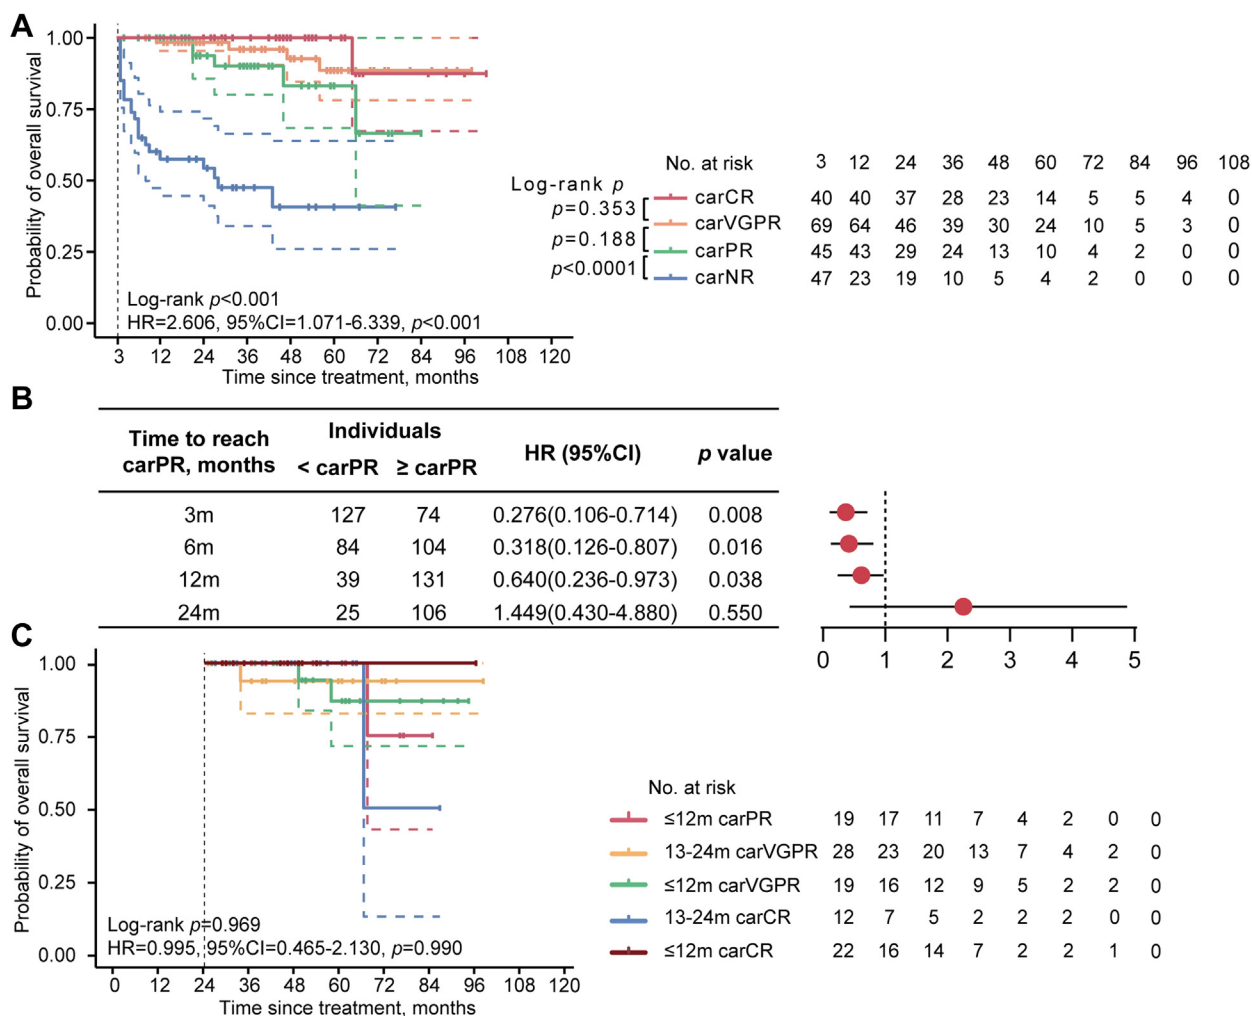 A
1.00
0.75
0.50
0.25
0.00
Probability of overall survival
Log-rank p<0.001
HR=2.606, 95%CI=1.071-6.339, p<0.001
3 12 24 36 48 60 72 84 96 108 120
Time since treatment, months
No. at risk 3 12 24 36 48 60 72 84 96 108
Log-rank p
p=0.353
p=0.188
p<0.0001
carCR 40 40 37 28 23 14 5 5 4 0
carVGPR 69 64 46 39 30 24 10 5 3 0
carPR 45 43 29 24 13 10 4 2 0 0
carNR 47 23 19 10 5 4 2 0 0 0
B
Time to reach carPR, months
Individuals
< carPR ≥ carPR
HR (95%CI)
p value
3m 127 74 0.276(0.106-0.714) 0.008
6m 84 104 0.318(0.126-0.807) 0.016
12m 39 131 0.640(0.236-0.973) 0.038
24m 25 106 1.449(0.430-4.880) 0.550
0 1 2 3 4 5
C
1.00
0.75
0.50
0.25
0.00
Probability of overall survival
Log-rank p=0.969
HR=0.995, 95%CI=0.465-2.130, p=0.990
0 12 24 36 48 60 72 84 96 108 120
Time since treatment, months
No. at risk
≤12m carPR 19 17 11 7 4 2 0 0
13-24m carVGPR 28 23 20 13 7 4 2 0
≤12m carVGPR 19 16 12 9 5 2 2 0
13-24m carCR 12 7 5 2 2 2 0 0
≤12m carCR 22 16 14 7 2 2 1 0